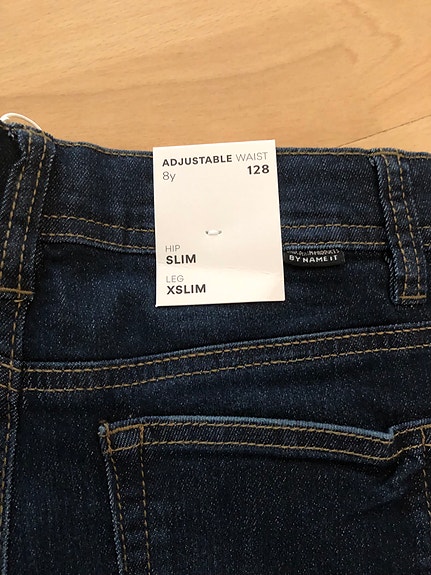 ADJUSTABLE WAIST
8y 128
HIP
SLIM
LEG
XSLIM
BY NAME IT